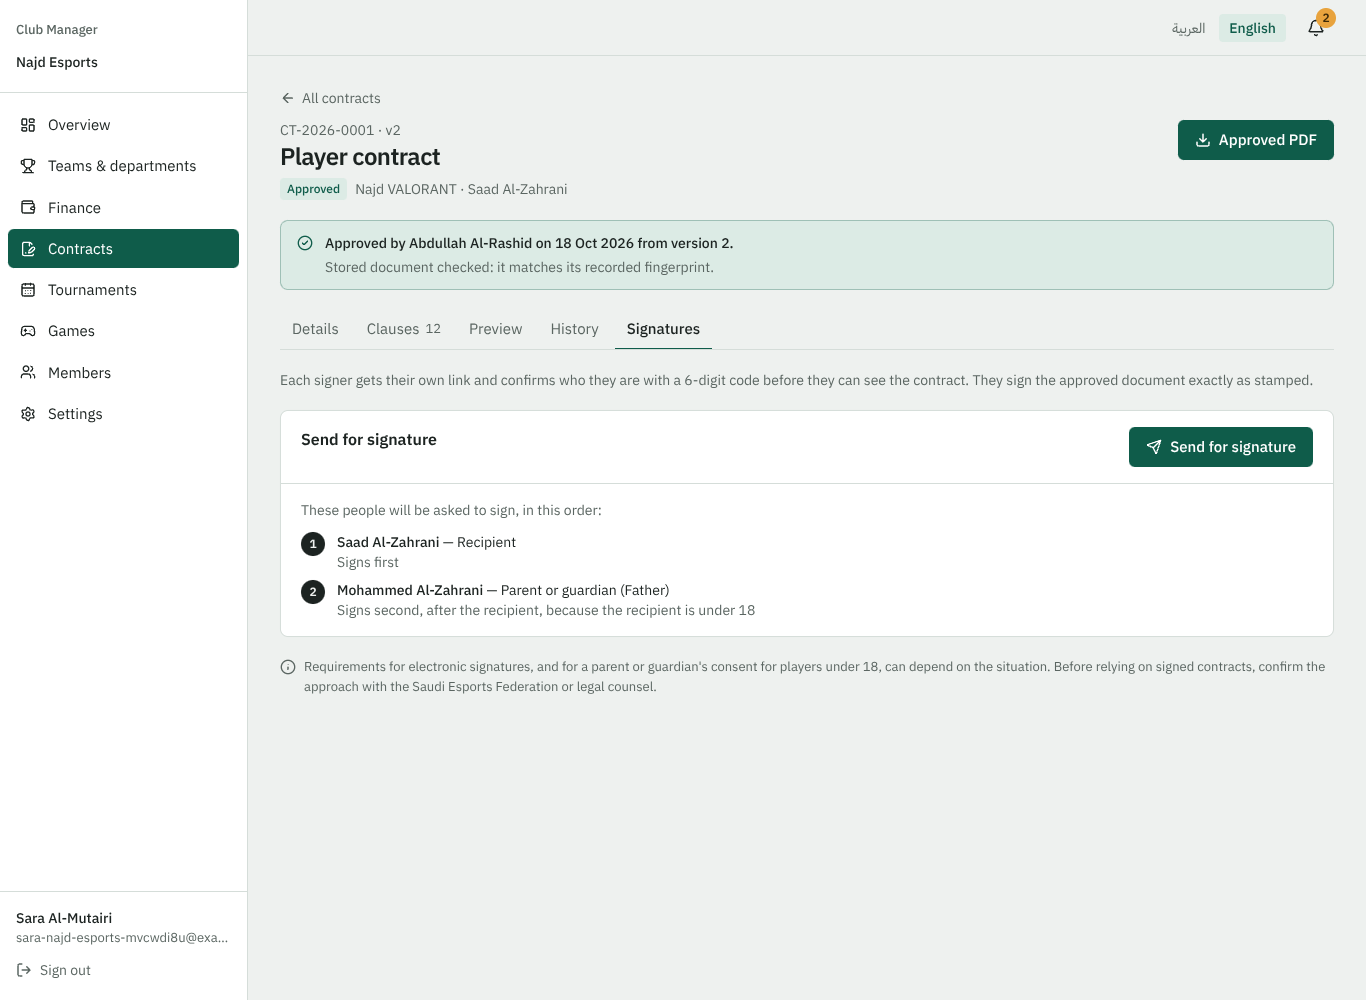 Club Manager
Najd Esports
Overview
Teams & departments
Finance
Contracts
Tournaments
Games
Members
Settings
Sara Al-Mutairi
sara-najd-esports-mvcwdi8u@exa...
Sign out
العربية
English
2
All contracts
CT-2026-0001 · v2
Player contract
Approved
Najd VALORANT · Saad Al-Zahrani
Approved PDF
Approved by Abdullah Al-Rashid on 18 Oct 2026 from version 2.
Stored document checked: it matches its recorded fingerprint.
Details
Clauses 12
Preview
History
Signatures
Each signer gets their own link and confirms who they are with a 6-digit code before they can see the contract. They sign the approved document exactly as stamped.
Send for signature
Send for signature
These people will be asked to sign, in this order:
1
Saad Al-Zahrani — Recipient
Signs first
2
Mohammed Al-Zahrani — Parent or guardian (Father)
Signs second, after the recipient, because the recipient is under 18
Requirements for electronic signatures, and for a parent or guardian's consent for players under 18, can depend on the situation. Before relying on signed contracts, confirm the
approach with the Saudi Esports Federation or legal counsel.